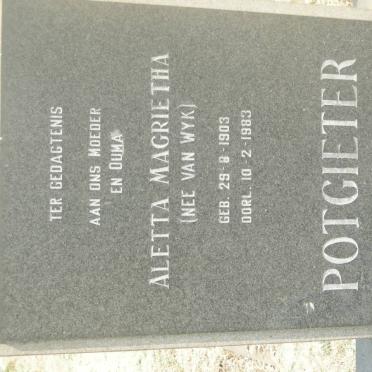 TER GEDAGTENIS
AAN ONS MOEDER
EN OUMA
ALETTA MAGRIETHA
(NEE VAN WYK)
GEB. 29-8-1903
OORL. 10-2-1983
POTGIETER